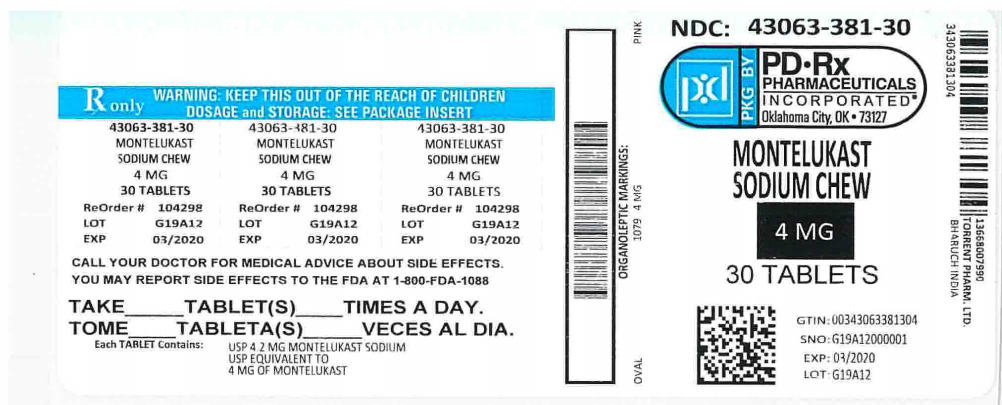 Rx only
WARNING: KEEP THIS OUT OF THE REACH OF CHILDREN
DOSAGE and STORAGE: SEE PACKAGE INSERT
43063-381-30 43063-381-30 43063-381-30
MONTELUKAST MONTELUKAST MONTELUKAST
SODIUM CHEW SODIUM CHEW SODIUM CHEW
4 MG 4 MG 4 MG
30 TABLETS 30 TABLETS 30 TABLETS
ReOrder # 104298 ReOrder # 104298 ReOrder # 104298
LOT G19A12 LOT G19A12 LOT G19A12
EXP 03/2020 EXP 03/2020 EXP 03/2020
CALL YOUR DOCTOR FOR MEDICAL ADVICE ABOUT SIDE EFFECTS.
YOU MAY REPORT SIDE EFFECTS TO THE FDA AT 1-800-FDA-1088
TAKE_____TABLET(S)_____TIMES A DAY.
TOME_____TABLETA(S)_____VECES AL DIA.
Each TABLET Contains: USP 4.2 MG MONTELUKAST SODIUM
USP EQUIVALENT TO
4 MG OF MONTELUKAST
ORGANOLEPTIC MARKINGS:
OVAL 1079 4 MG PINK
NDC: 43063-381-30
pd
PKG BY
PD•Rx
PHARMACEUTICALS
INCORPORATED®
Oklahoma City, OK • 73127
MONTELUKAST
SODIUM CHEW
4 MG
30 TABLETS
GTIN: 00343063381304
SNO: G19A12000001
EXP: 03/2020
LOT: G19A12
343063381304
13668007990
TORRENT PHARM. LTD.
BHARUCH INDIA